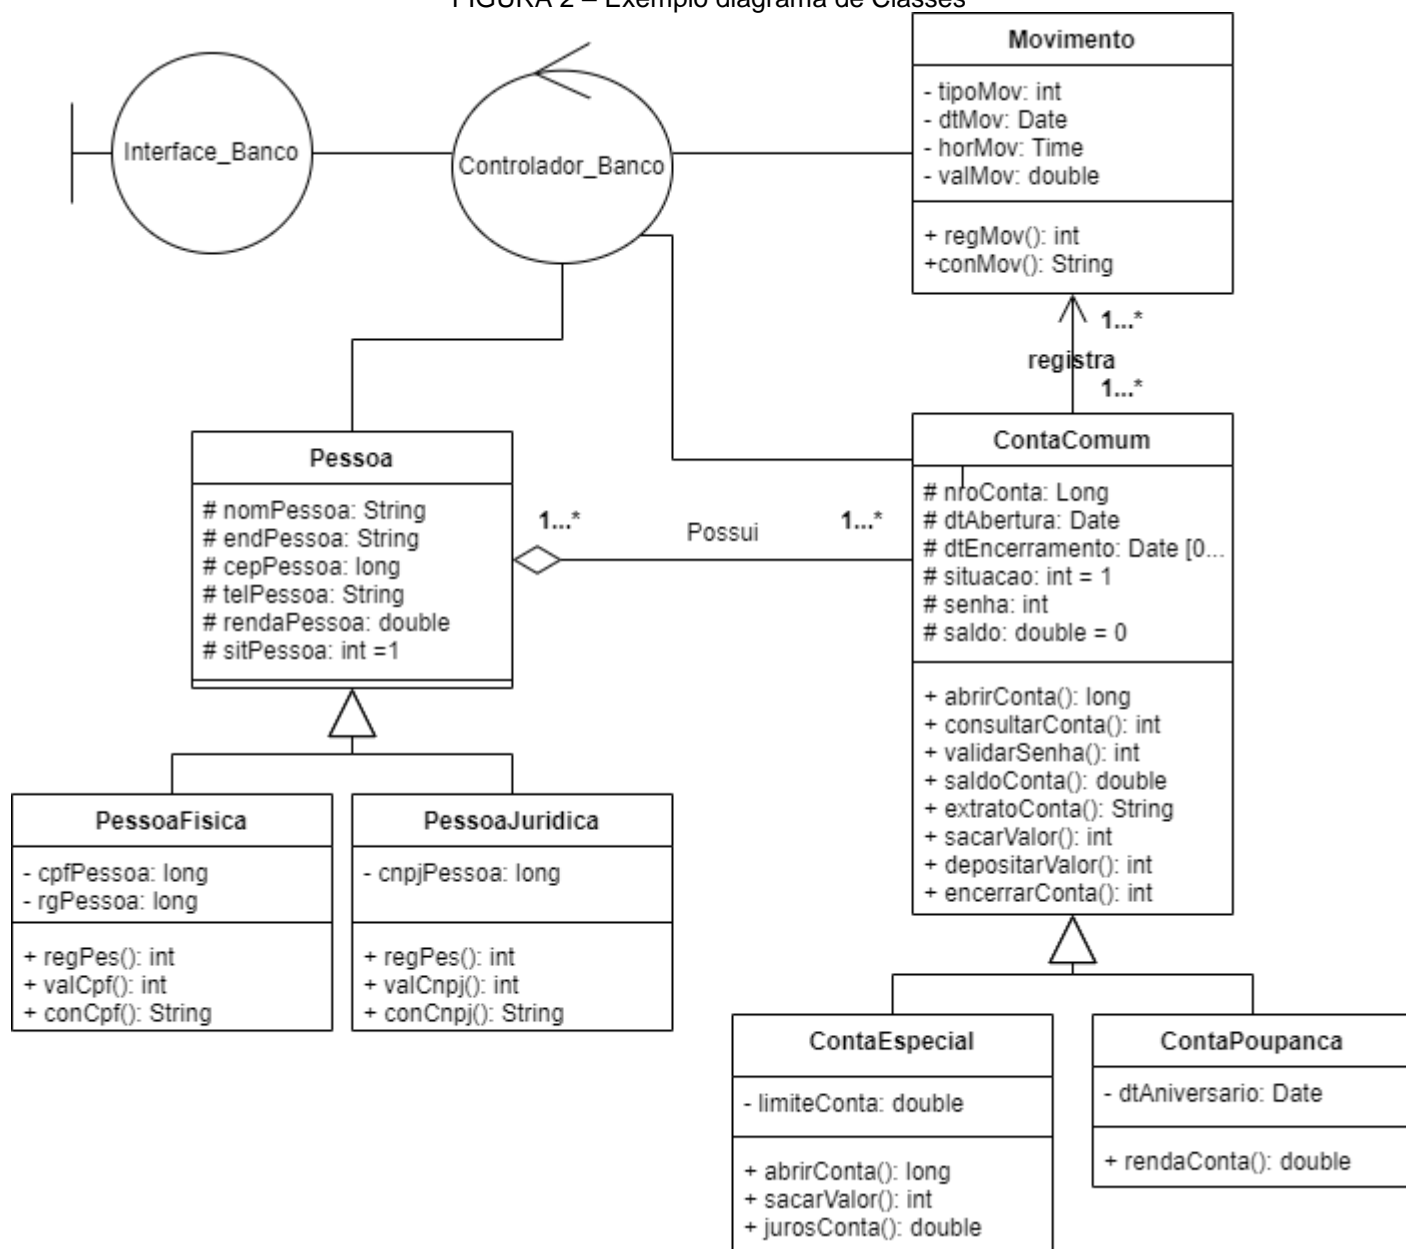 FIGURA 2 – Exemplo diagrama de Classes
Interface_Banco
Controlador_Banco
Movimento
- tipoMov: int
- dtMov: Date
- horMov: Time
- valMov: double
+ regMov(): int
+conMov(): String
1...*
registra
1...*
Pessoa
# nomPessoa: String
# endPessoa: String
# cepPessoa: long
# telPessoa: String
# rendaPessoa: double
# sitPessoa: int =1
1...*
Possui
1...*
ContaComum
# nroConta: Long
# dtAbertura: Date
# dtEncerramento: Date [0...
# situacao: int = 1
# senha: int
# saldo: double = 0
+ abrirConta(): long
+ consultarConta(): int
+ validarSenha(): int
+ saldoConta(): double
+ extratoConta(): String
+ sacarValor(): int
+ depositarValor(): int
+ encerrarConta(): int
PessoaFisica
- cpfPessoa: long
- rgPessoa: long
+ regPes(): int
+ valCpf(): int
+ conCpf(): String
PessoaJuridica
- cnpjPessoa: long
+ regPes(): int
+ valCnpj(): int
+ conCnpj(): String
ContaEspecial
- limiteConta: double
+ abrirConta(): long
+ sacarValor(): int
+ jurosConta(): double
ContaPoupanca
- dtAniversario: Date
+ rendaConta(): double